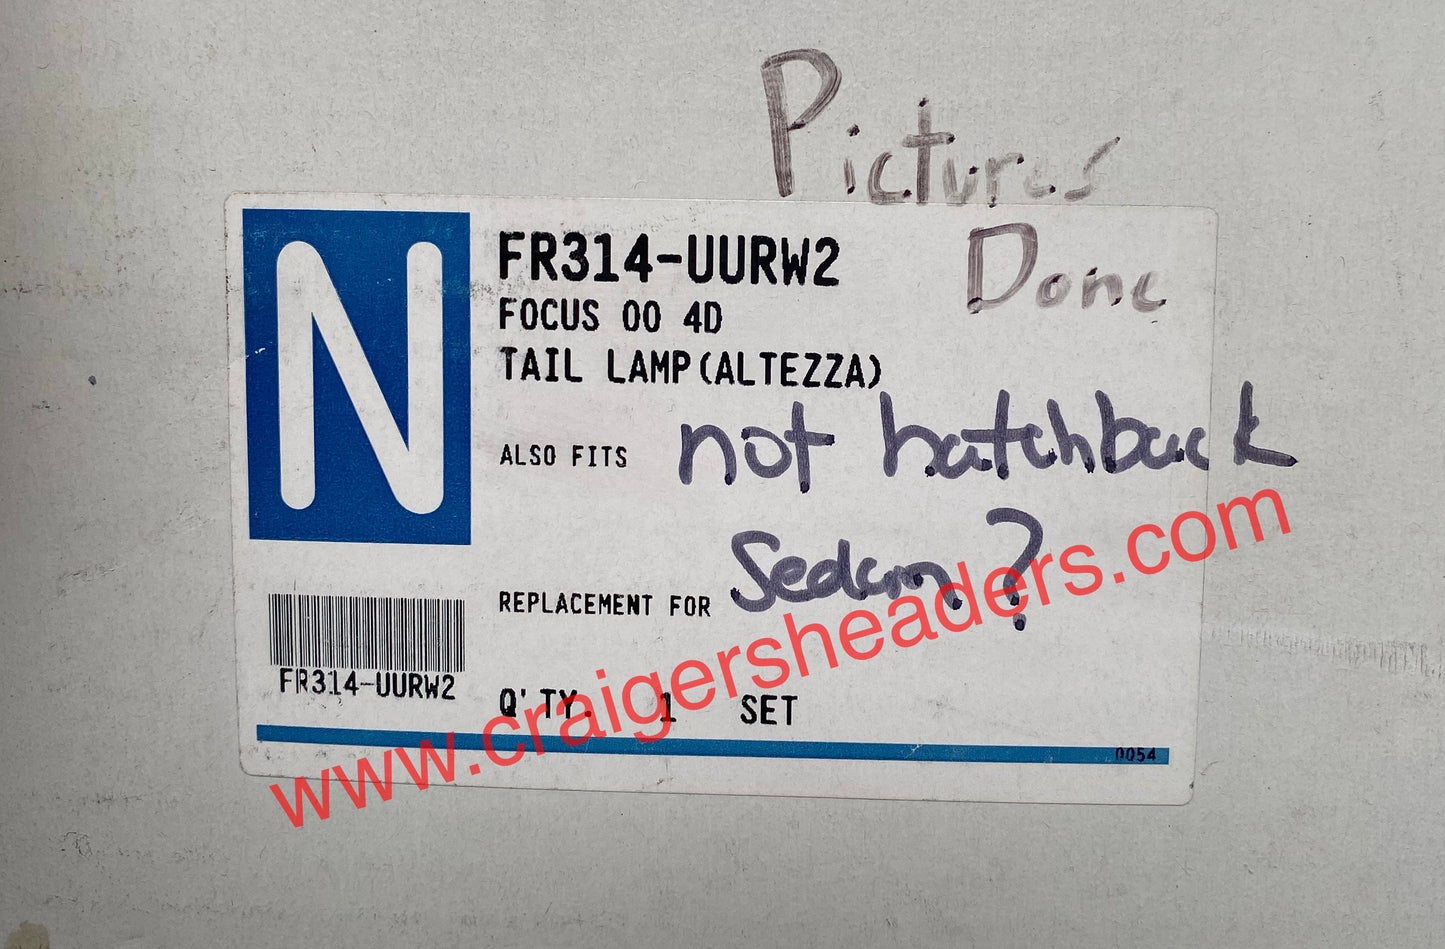 Pictures
Done
N
FR314-UURW2
FOCUS 00 4D
TAIL LAMP(ALTEZZA)
ALSO FITS
not hatchback
Sedan?
REPLACEMENT FOR
FR314-UURW2
Q'TY. 1 SET
0054
www.craigersheaders.com